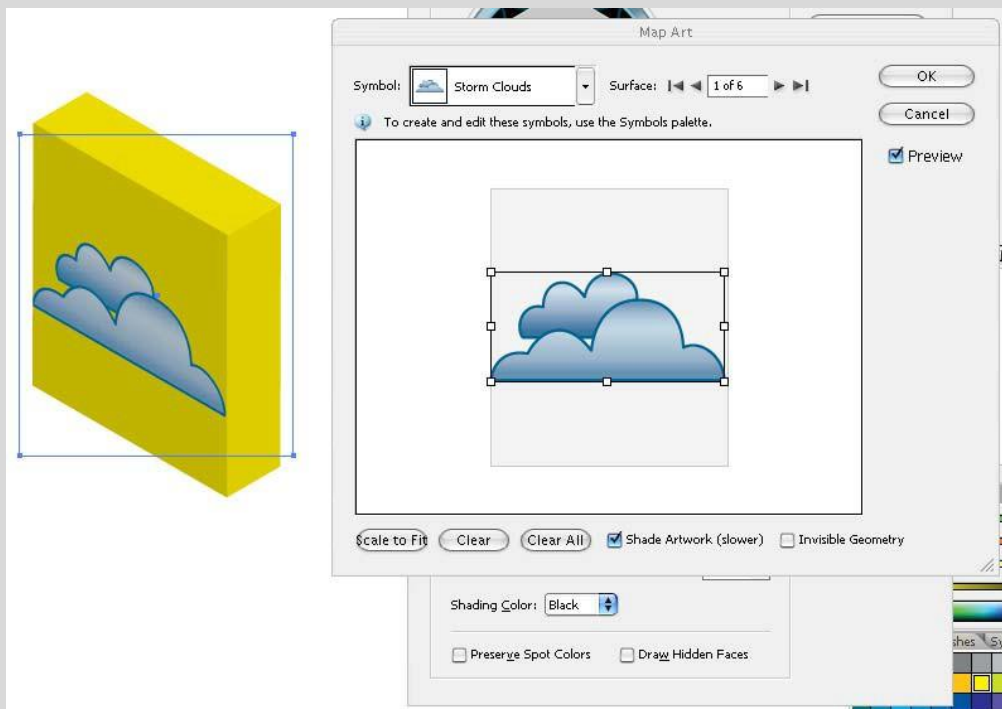 Map Art
Symbol: Storm Clouds Surface: 1 of 6 OK
To create and edit these symbols, use the Symbols palette. Cancel
Preview
Scale to Fit Clear Clear All Shade Artwork (slower) Invisible Geometry
Shading Color: Black
Preserve Spot Colors Draw Hidden Faces